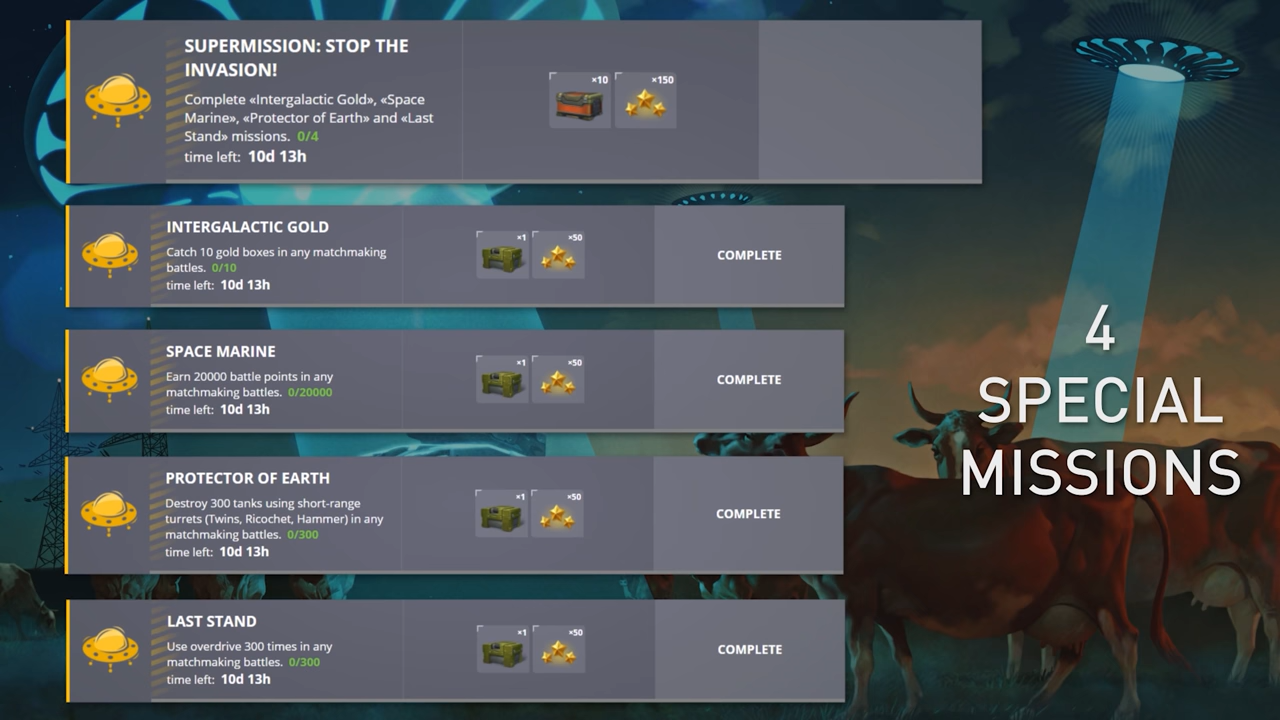 SUPERMISSION: STOP THE
INVASION!
Complete «Intergalactic Gold», «Space
Marine», «Protector of Earth» and «Last
Stand» missions. 0/4
time left: 10d 13h
×10
×150
INTERGALACTIC GOLD
Catch 10 gold boxes in any matchmaking
battles. 0/10
time left: 10d 13h
×1
×50
COMPLETE
SPACE MARINE
Earn 20000 battle points in any
matchmaking battles. 0/20000
time left: 10d 13h
×1
×50
COMPLETE
PROTECTOR OF EARTH
Destroy 300 tanks using short-range
turrets (Twins, Ricochet, Hammer) in any
matchmaking battles. 0/300
time left: 10d 13h
×1
×50
COMPLETE
LAST STAND
Use overdrive 300 times in any
matchmaking battles. 0/300
time left: 10d 13h
×1
×50
COMPLETE
4
SPECIAL
MISSIONS